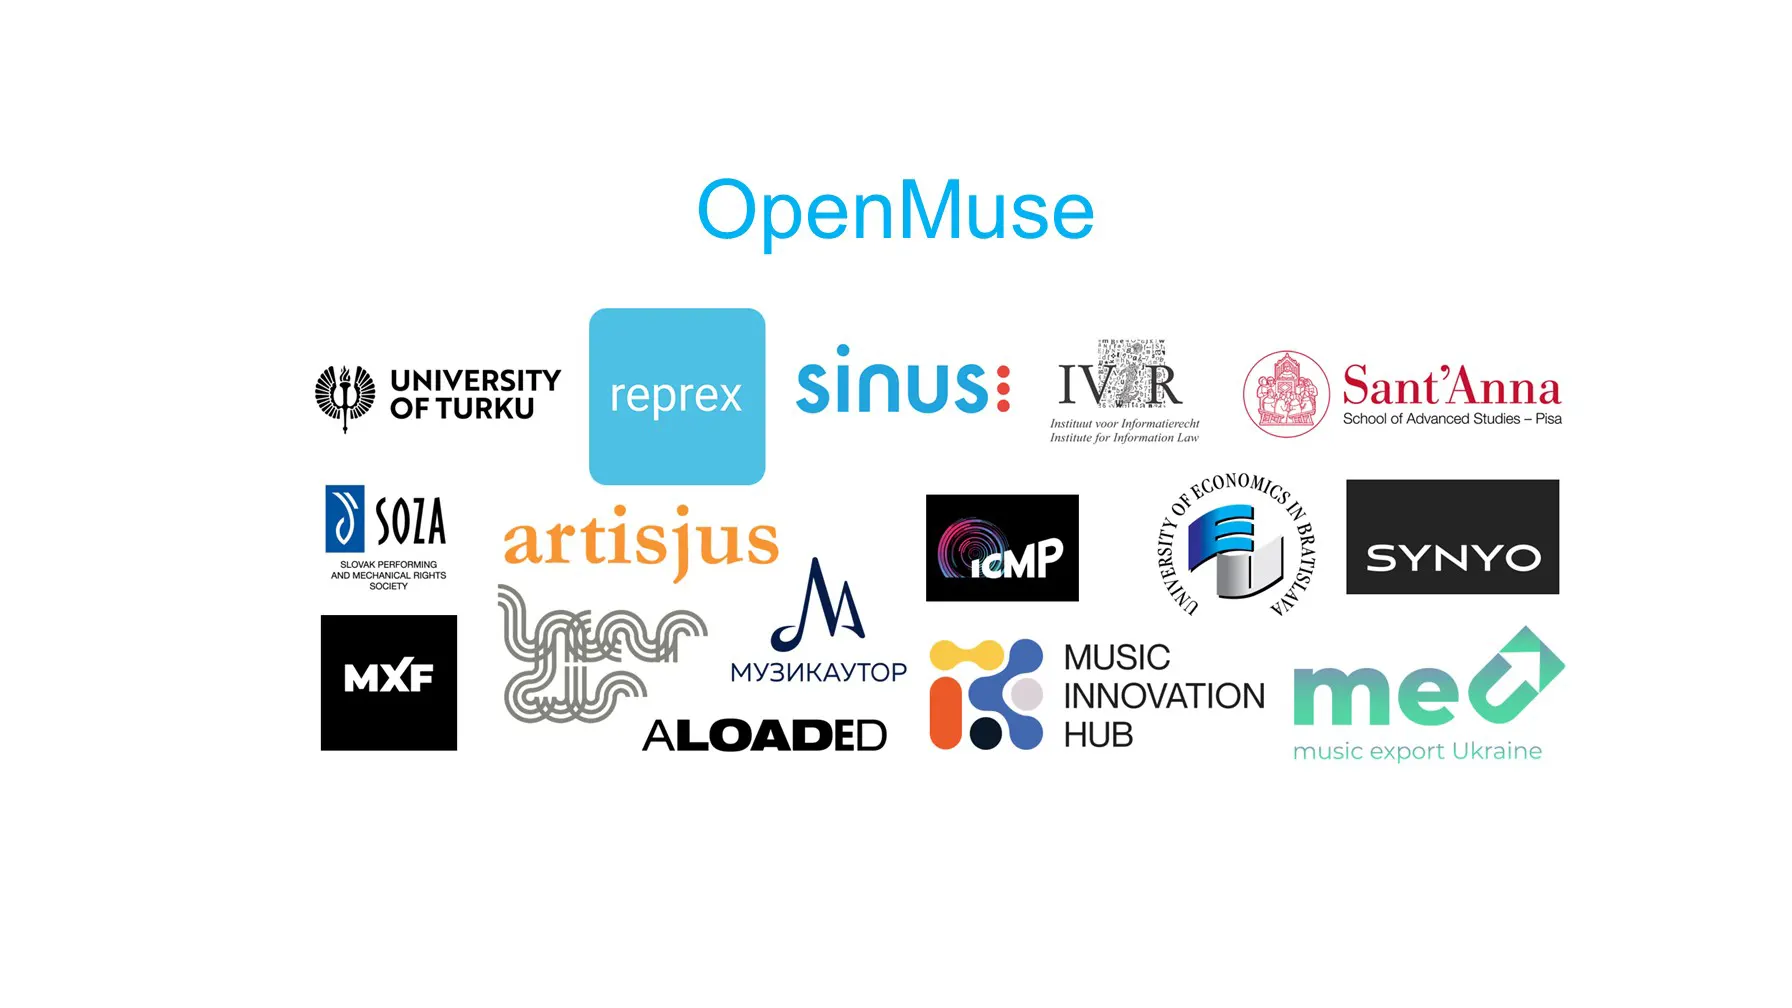 OpenMuse
UNIVERSITY
OF TURKU
reprex
sinus
IViR
Instituut voor Informatierecht
Institute for Information Law
Sant'Anna
School of Advanced Studies – Pisa
SOZA
SLOVAK PERFORMING
AND MECHANICAL RIGHTS
SOCIETY
artisjus
icMP
UNIVERSITY OF ECONOMICS IN BRATISLAVA
SYNYO
MXF
hear
МУЗИКАУТОР
ALOADED
MUSIC
INNOVATION
HUB
meu
music export Ukraine